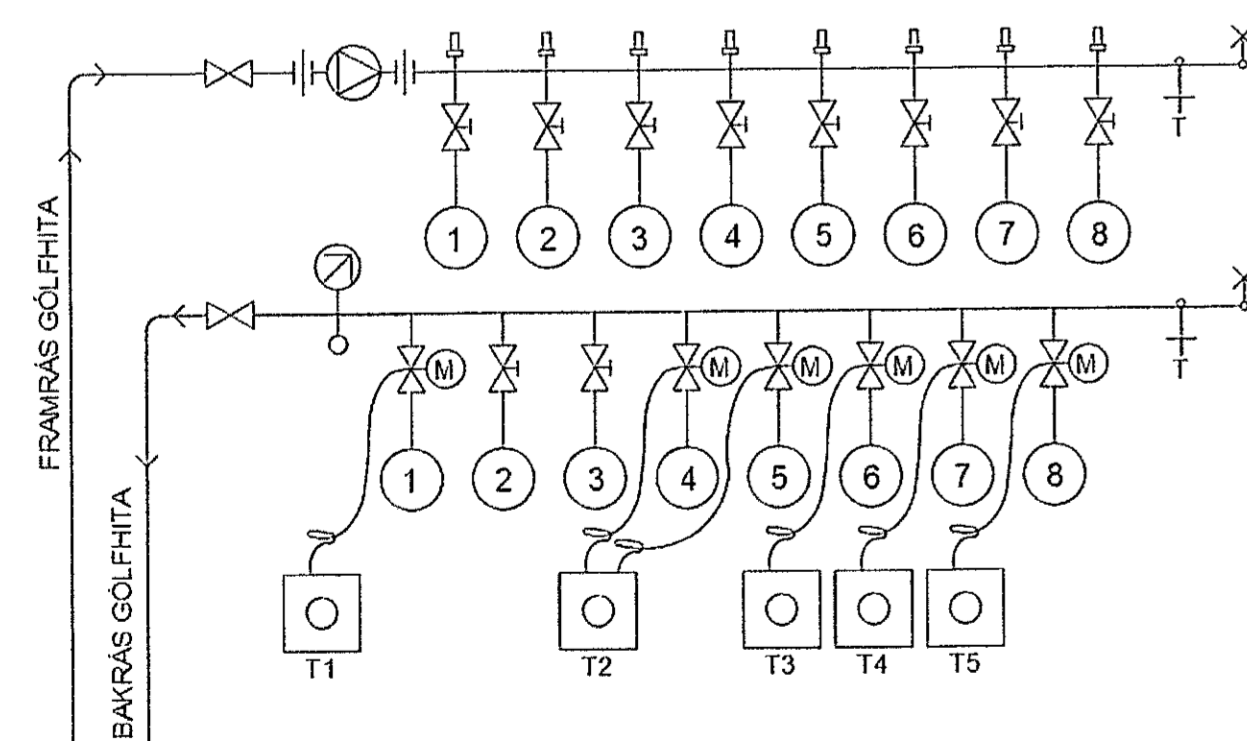 1 2 3 4 5 6 7 8
T
FRAMRÁS GÓLFHITA
M M M M M M
T
1 2 3 4 5 6 7 8
BAKRÁS GÓLFHITA
T1 T2 T3 T4 T5